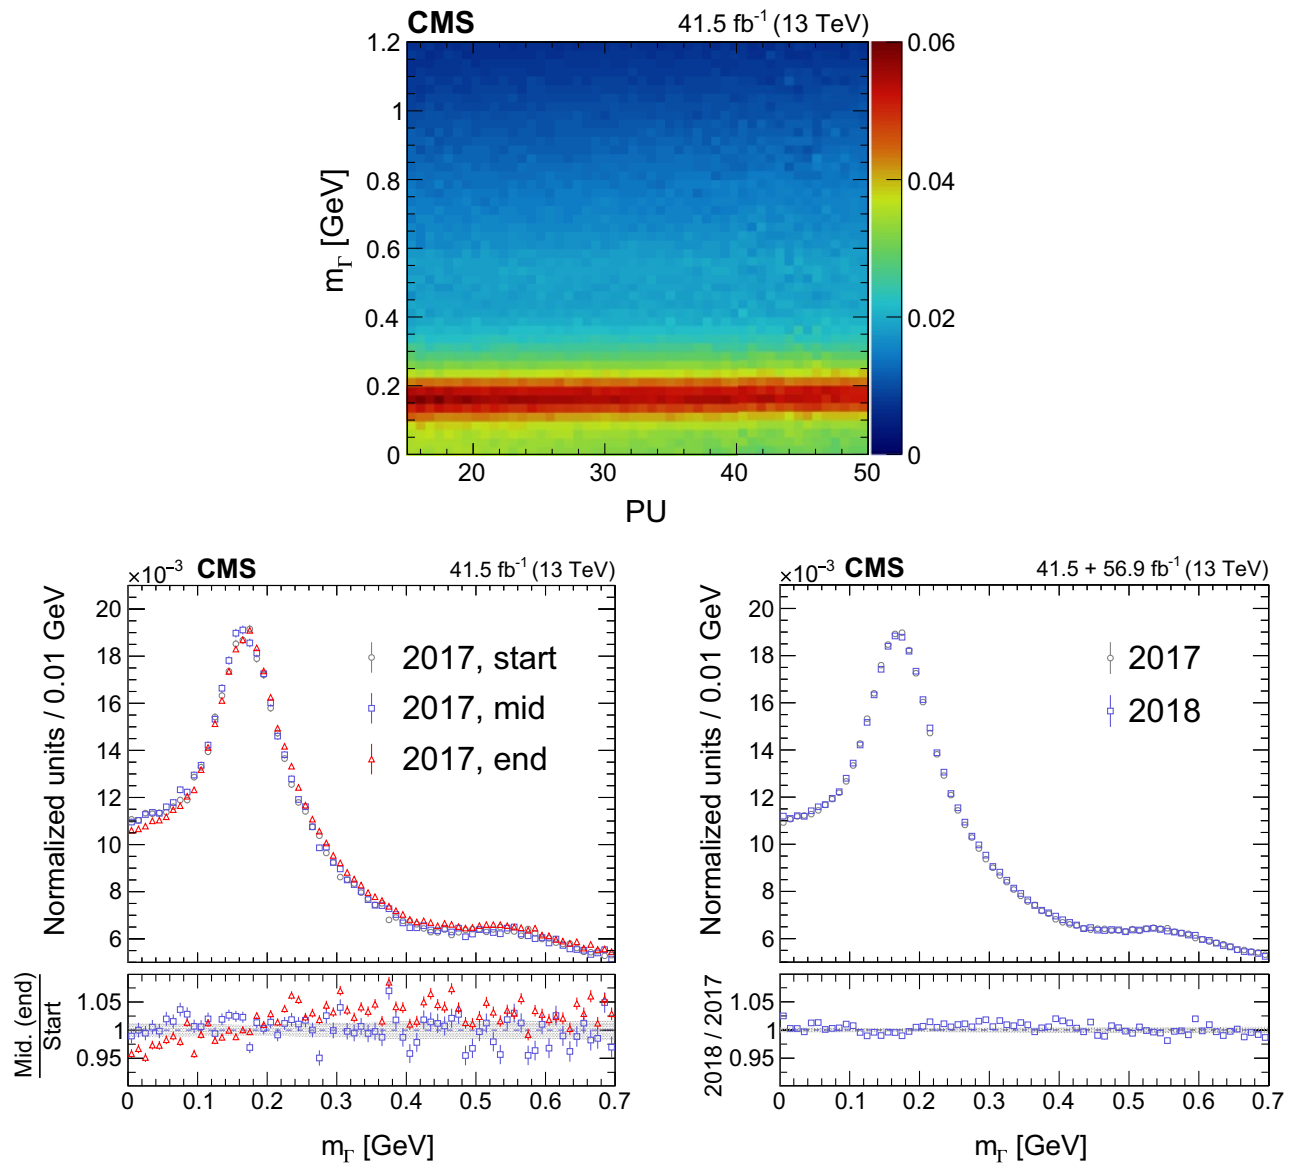 CMS 41.5 fb⁻¹ (13 TeV)
1.2
1
0.8
0.6
0.4
0.2
0
m_Γ [GeV]
0.06
0.04
0.02
0
20 30 40 50
PU
×10⁻³ CMS 41.5 fb⁻¹ (13 TeV)
Normalized units / 0.01 GeV
20
18
16
14
12
10
8
6
2017, start
2017, mid
2017, end
Mid. (end)
Start
1.05
1
0.95
0 0.1 0.2 0.3 0.4 0.5 0.6 0.7
m_Γ [GeV]
×10⁻³ CMS 41.5 + 56.9 fb⁻¹ (13 TeV)
Normalized units / 0.01 GeV
20
18
16
14
12
10
8
6
2017
2018
2018 / 2017
1.05
1
0.95
0 0.1 0.2 0.3 0.4 0.5 0.6 0.7
m_Γ [GeV]